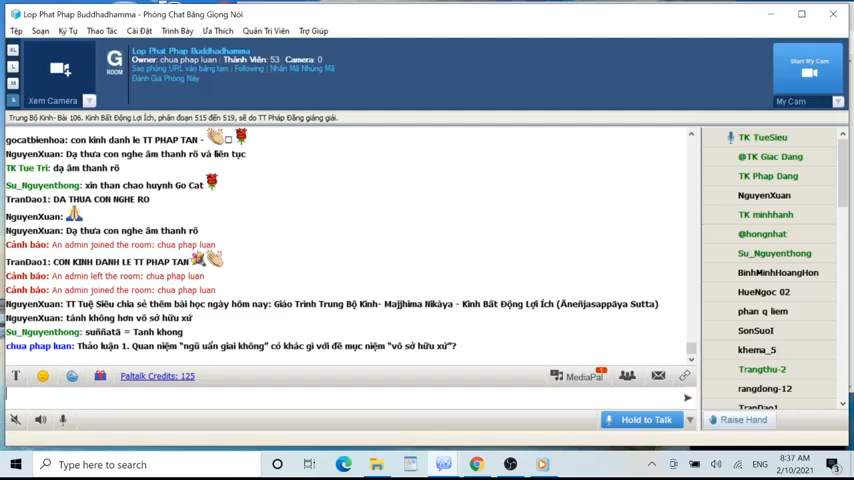 Lop Phat Phap Buddhadhamma - Phòng Chat Bằng Giọng Nói
Tệp Soạn Ký Tự Thao Tác Cài Đặt Trình Bày Ưa Thích Quản Trị Viên Trợ Giúp
XL
L
M
S
Xem Camera
G
ROOM
Lop Phat Phap Buddhadhamma
Owner: chua phap luan | Thành Viên: 53 | Camera: 0
Sao phỏng URL vào bảng tạm | Following | Nhận Mã Nhúng Mã
Đánh Giá Phòng Này
Start My Cam
My Cam
Trung Bộ Kinh- Bài 106. Kinh Bất Động Lợi Ích, phân đoạn 515 đến 519, sẽ do TT Pháp Đăng giảng giải.
gocatbienhoa: con kinh danh le TT PHAP TAN -
NguyenXuan: Dạ thưa con nghe âm thanh rõ và liên tục
TK Tue Tri: dạ âm thanh rõ
Su_Nguyenthong: xin than chao huynh Go Cat
TranDao1: DA THUA CON NGHE RO
NguyenXuan:
NguyenXuan: Dạ thưa con nghe âm thanh rõ
Cảnh báo: An admin joined the room: chua phap luan
TranDao1: CON KINH DANH LE TT PHAP TAN
Cảnh báo: An admin left the room: chua phap luan
Cảnh báo: An admin joined the room: chua phap luan
NguyenXuan: TT Tuệ Siêu chia sẻ thêm bài học ngày hôm nay: Giáo Trình Trung Bộ Kinh- Majjhima Nikàya - Kinh Bất Động Lợi Ích (Āneñjasappāya Sutta)
NguyenXuan: tánh không hơn vô sở hữu xứ
Su_Nguyenthong: suññatā = Tanh khong
chua phap luan: Thảo luận 1. Quan niệm “ngũ uẩn giai không” có khác gì với đề mục niệm “vô sở hữu xứ”?
T Paltalk Credits: 125 MediaPal 1
Hold to Talk
Raise Hand
TK TueSieu
@TK Giac Dang
TK Phap Dang
NguyenXuan
TK minhhanh
@hongnhat
Su_Nguyenthong
BinhMinhHoangHon
HueNgoc 02
phan q liem
SonSuoI
khema_5
Trangthu-2
rangdong-12
TranDao1
Type here to search
ENG
8:37 AM
2/10/2021
3